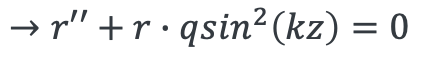 → r′′ + r · qsin²(kz) = 0